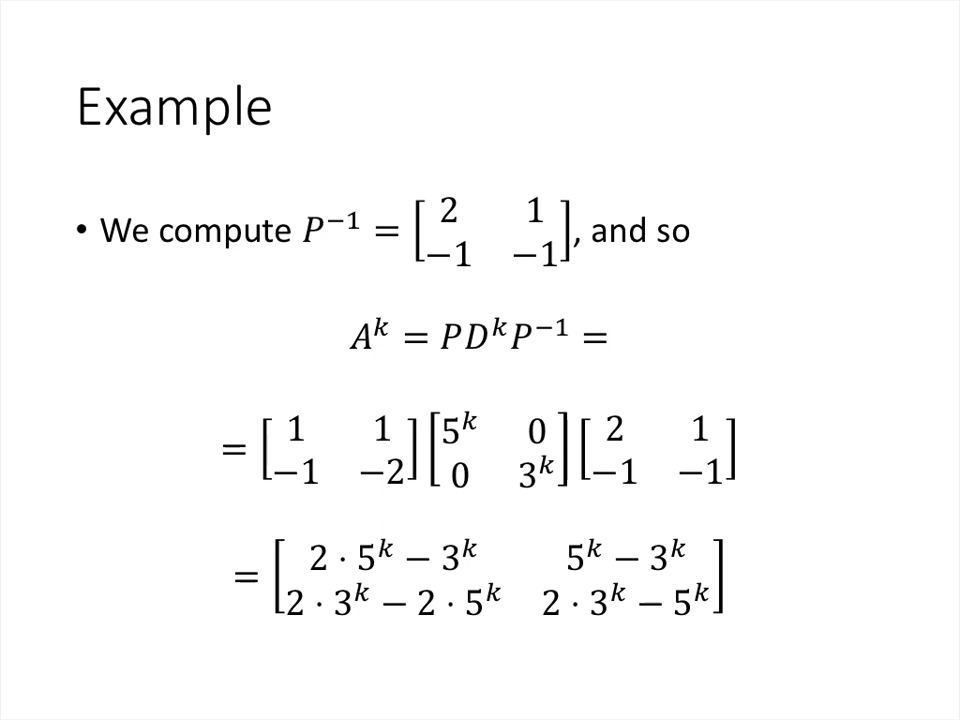 Example
• We compute $P^{-1} = \begin{bmatrix} 2 & 1 \\ -1 & -1 \end{bmatrix}$, and so
$A^k = PD^kP^{-1} =$
$= \begin{bmatrix} 1 & 1 \\ -1 & -2 \end{bmatrix} \begin{bmatrix} 5^k & 0 \\ 0 & 3^k \end{bmatrix} \begin{bmatrix} 2 & 1 \\ -1 & -1 \end{bmatrix}$
$= \begin{bmatrix} 2 \cdot 5^k - 3^k & 5^k - 3^k \\ 2 \cdot 3^k - 2 \cdot 5^k & 2 \cdot 3^k - 5^k \end{bmatrix}$